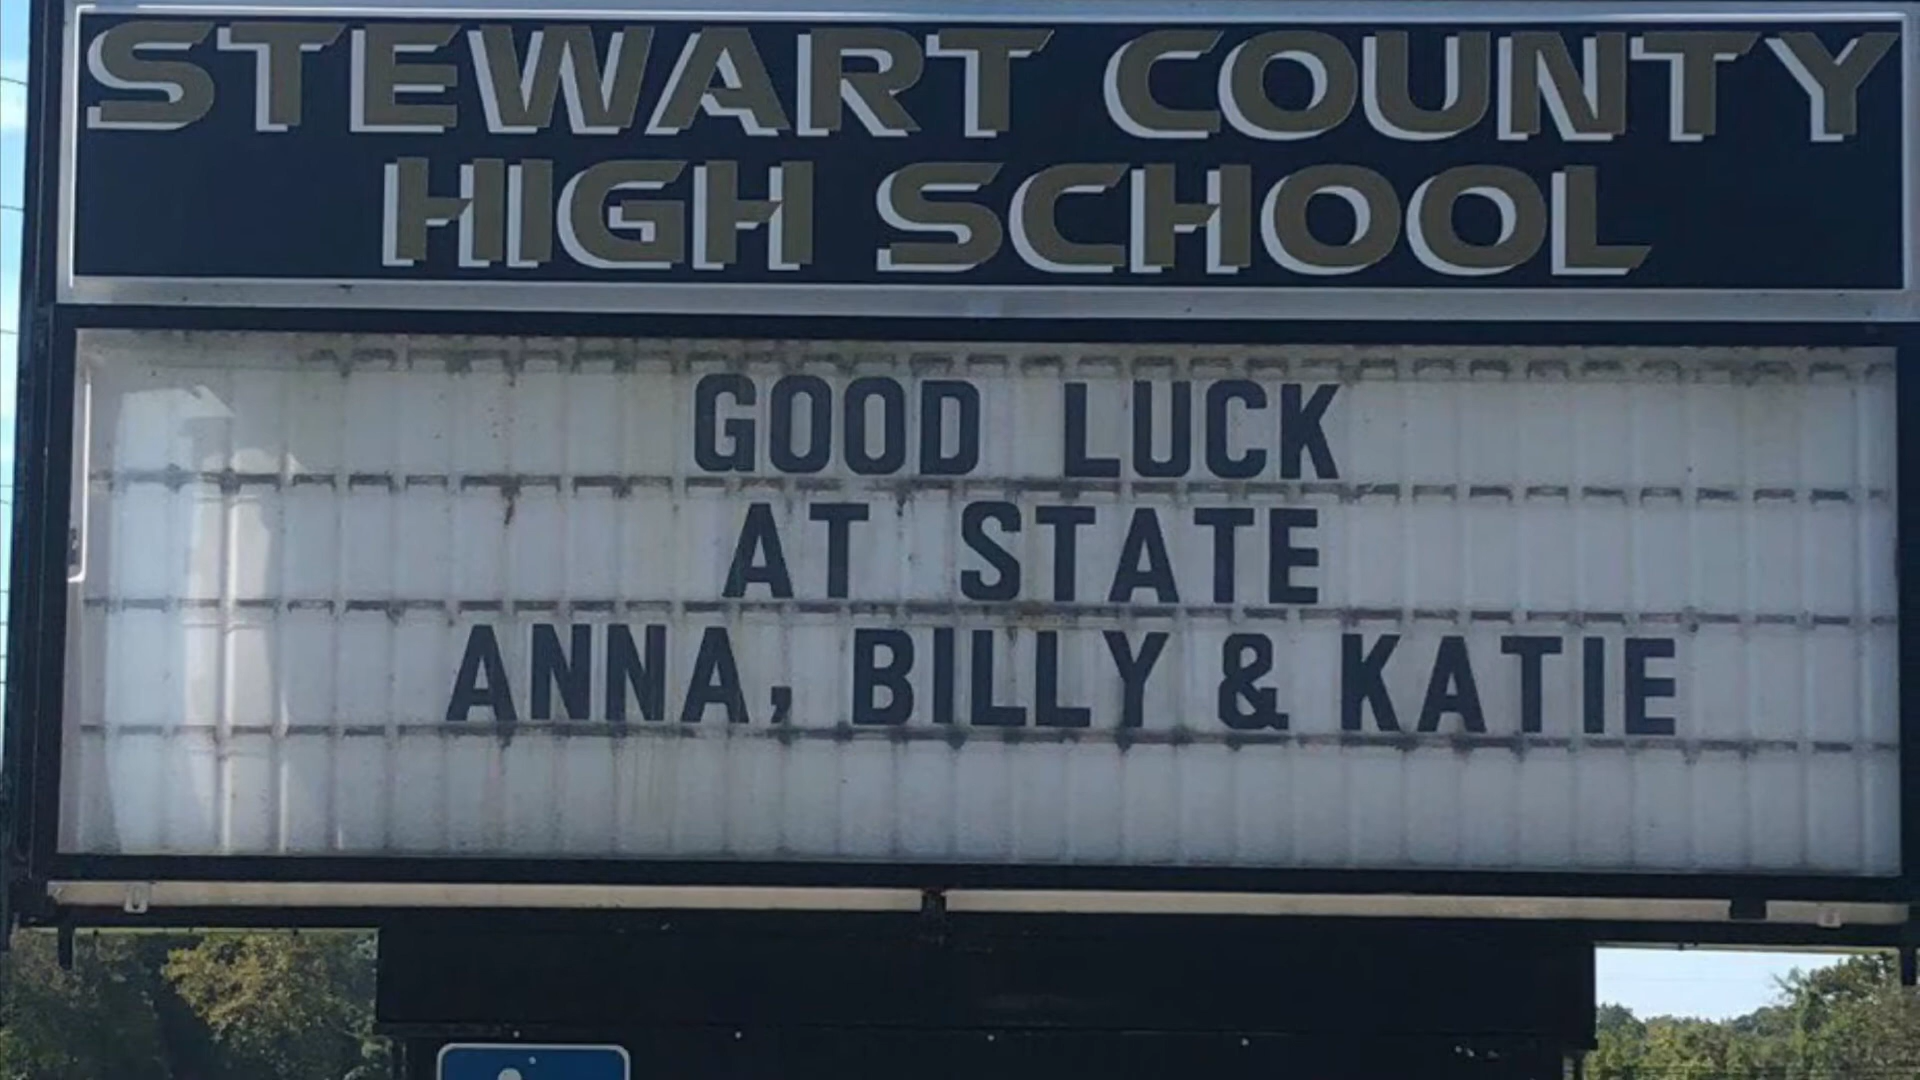 STEWART COUNTY
HIGH SCHOOL
GOOD LUCK
AT STATE
ANNA, BILLY & KATIE